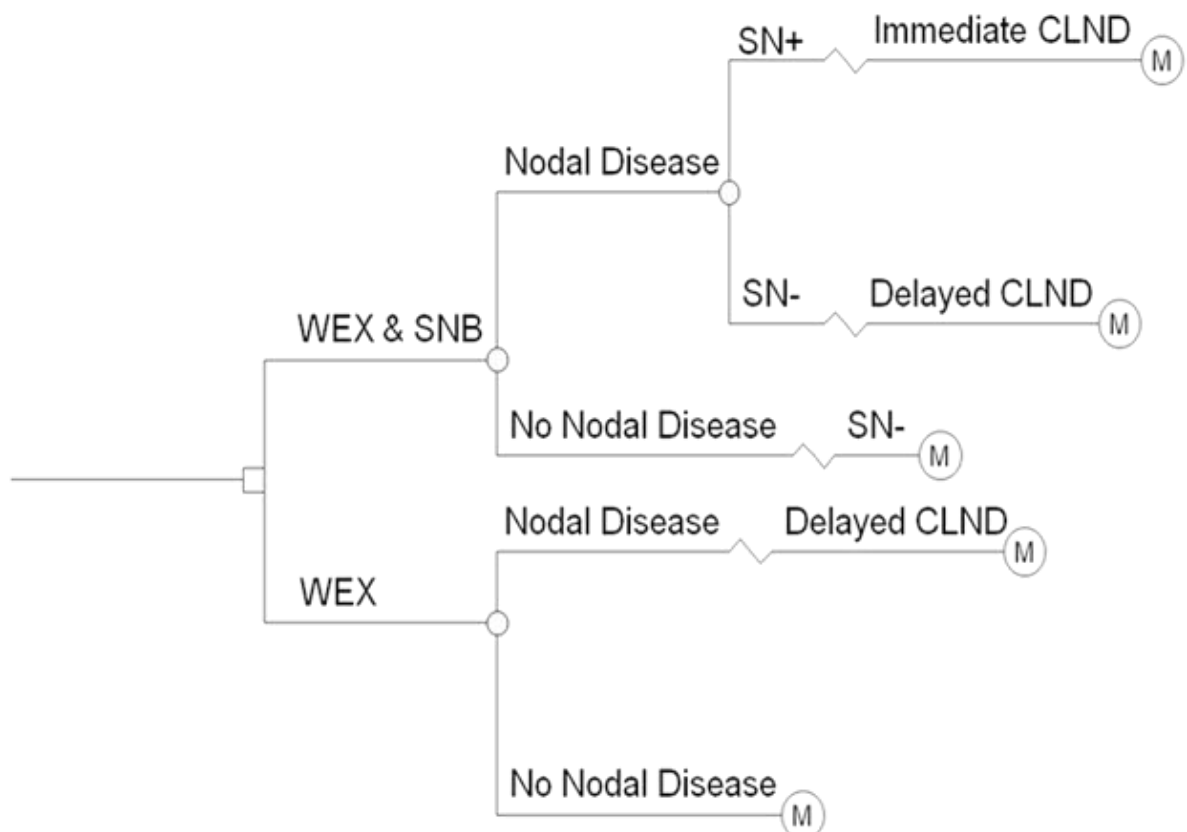 SN+ Immediate CLND
M
Nodal Disease
SN- Delayed CLND
M
WEX & SNB
No Nodal Disease SN-
M
Nodal Disease Delayed CLND
M
WEX
No Nodal Disease
M